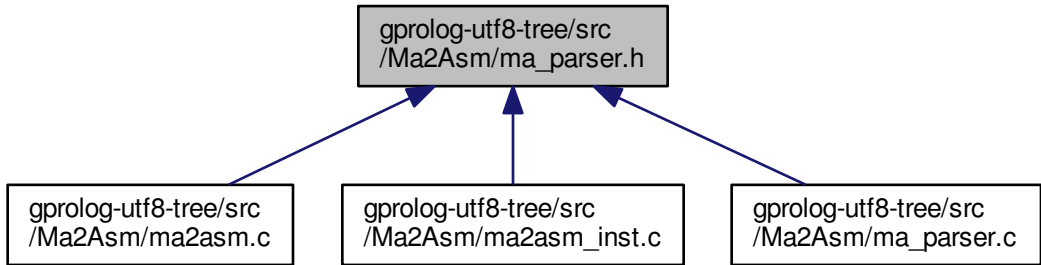 gprolog-utf8-tree/src
/Ma2Asm/ma_parser.h
gprolog-utf8-tree/src
/Ma2Asm/ma2asm.c
gprolog-utf8-tree/src
/Ma2Asm/ma2asm_inst.c
gprolog-utf8-tree/src
/Ma2Asm/ma_parser.c